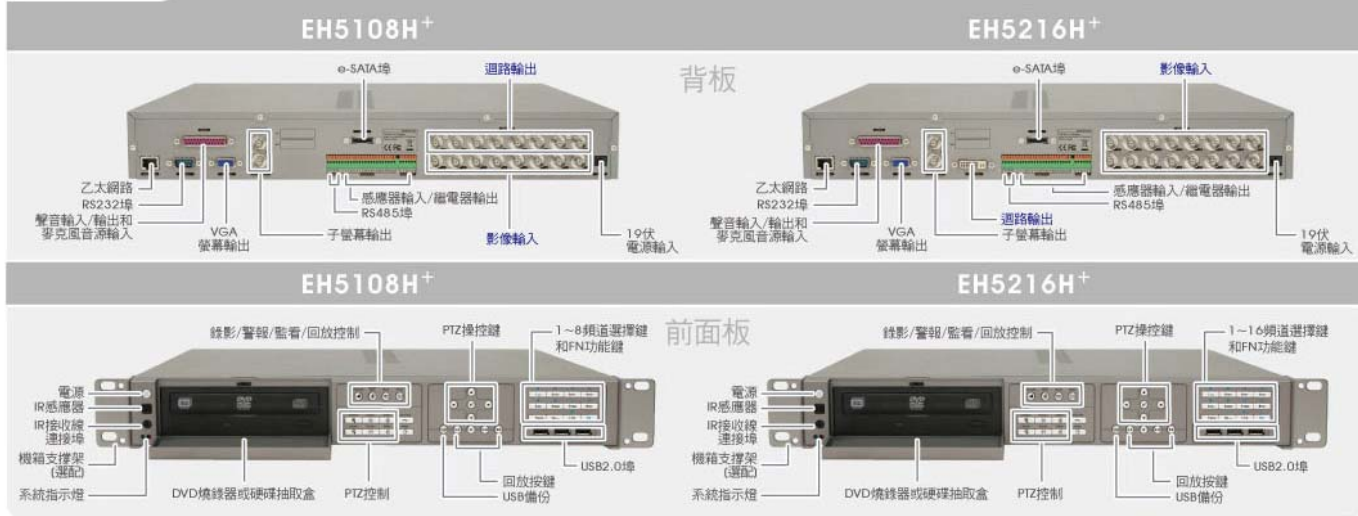 EH5108H+
EH5216H+
背板
e-SATA埠
迴路輸出
乙太網路
RS232埠
聲音輸入/輸出和
麥克風音源輸入
VGA
螢幕輸出
子螢幕輸出
感應器輸入/繼電器輸出
RS485埠
影像輸入
19伏
電源輸入
e-SATA埠
影像輸入
乙太網路
RS232埠
聲音輸入/輸出和
麥克風音源輸入
VGA
螢幕輸出
迴路輸出
子螢幕輸出
感應器輸入/繼電器輸出
RS485埠
19伏
電源輸入
EH5108H+
EH5216H+
前面板
錄影/警報/監看/回放控制
PTZ操控鍵
1~8頻道選擇鍵
和FN功能鍵
電源
IR感應器
IR接收線
連接埠
機箱支撐架
(選配)
系統指示燈
DVD燒錄器或硬碟抽取盒
PTZ控制
回放按鍵
USB備份
USB2.0埠
錄影/警報/監看/回放控制
PTZ操控鍵
1~16頻道選擇鍵
和FN功能鍵
電源
IR感應器
IR接收線
連接埠
機箱支撐架
(選配)
系統指示燈
DVD燒錄器或硬碟抽取盒
PTZ控制
回放按鍵
USB備份
USB2.0埠